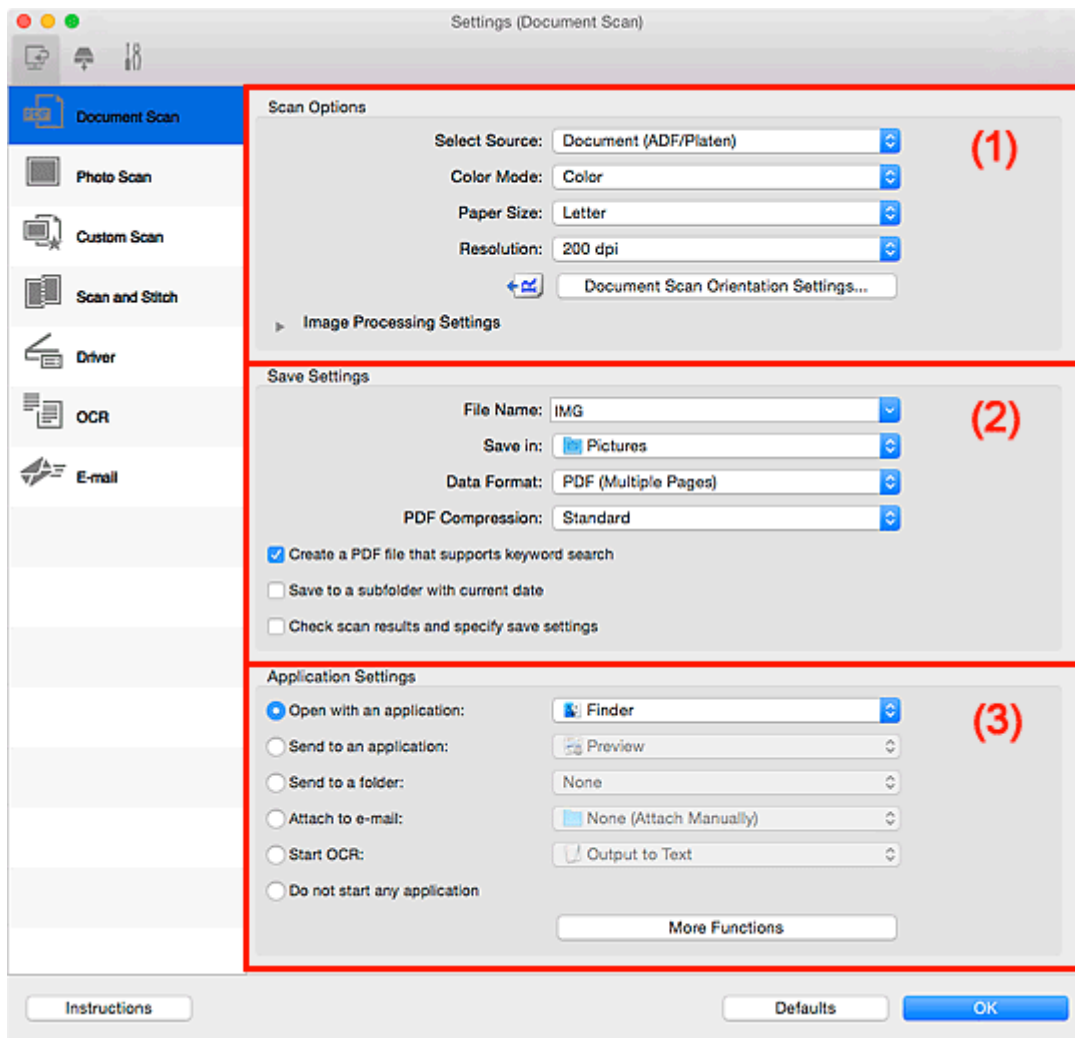 Settings (Document Scan)
Document Scan
Photo Scan
Custom Scan
Scan and Stitch
Driver
OCR
E-mail
Scan Options
(1)
Select Source: Document (ADF/Platen)
Color Mode: Color
Paper Size: Letter
Resolution: 200 dpi
Document Scan Orientation Settings...
Image Processing Settings
Save Settings
(2)
File Name: IMG
Save in: Pictures
Data Format: PDF (Multiple Pages)
PDF Compression: Standard
Create a PDF file that supports keyword search
Save to a subfolder with current date
Check scan results and specify save settings
Application Settings
(3)
Open with an application: Finder
Send to an application: Preview
Send to a folder: None
Attach to e-mail: None (Attach Manually)
Start OCR: Output to Text
Do not start any application
More Functions
Instructions
Defaults
OK